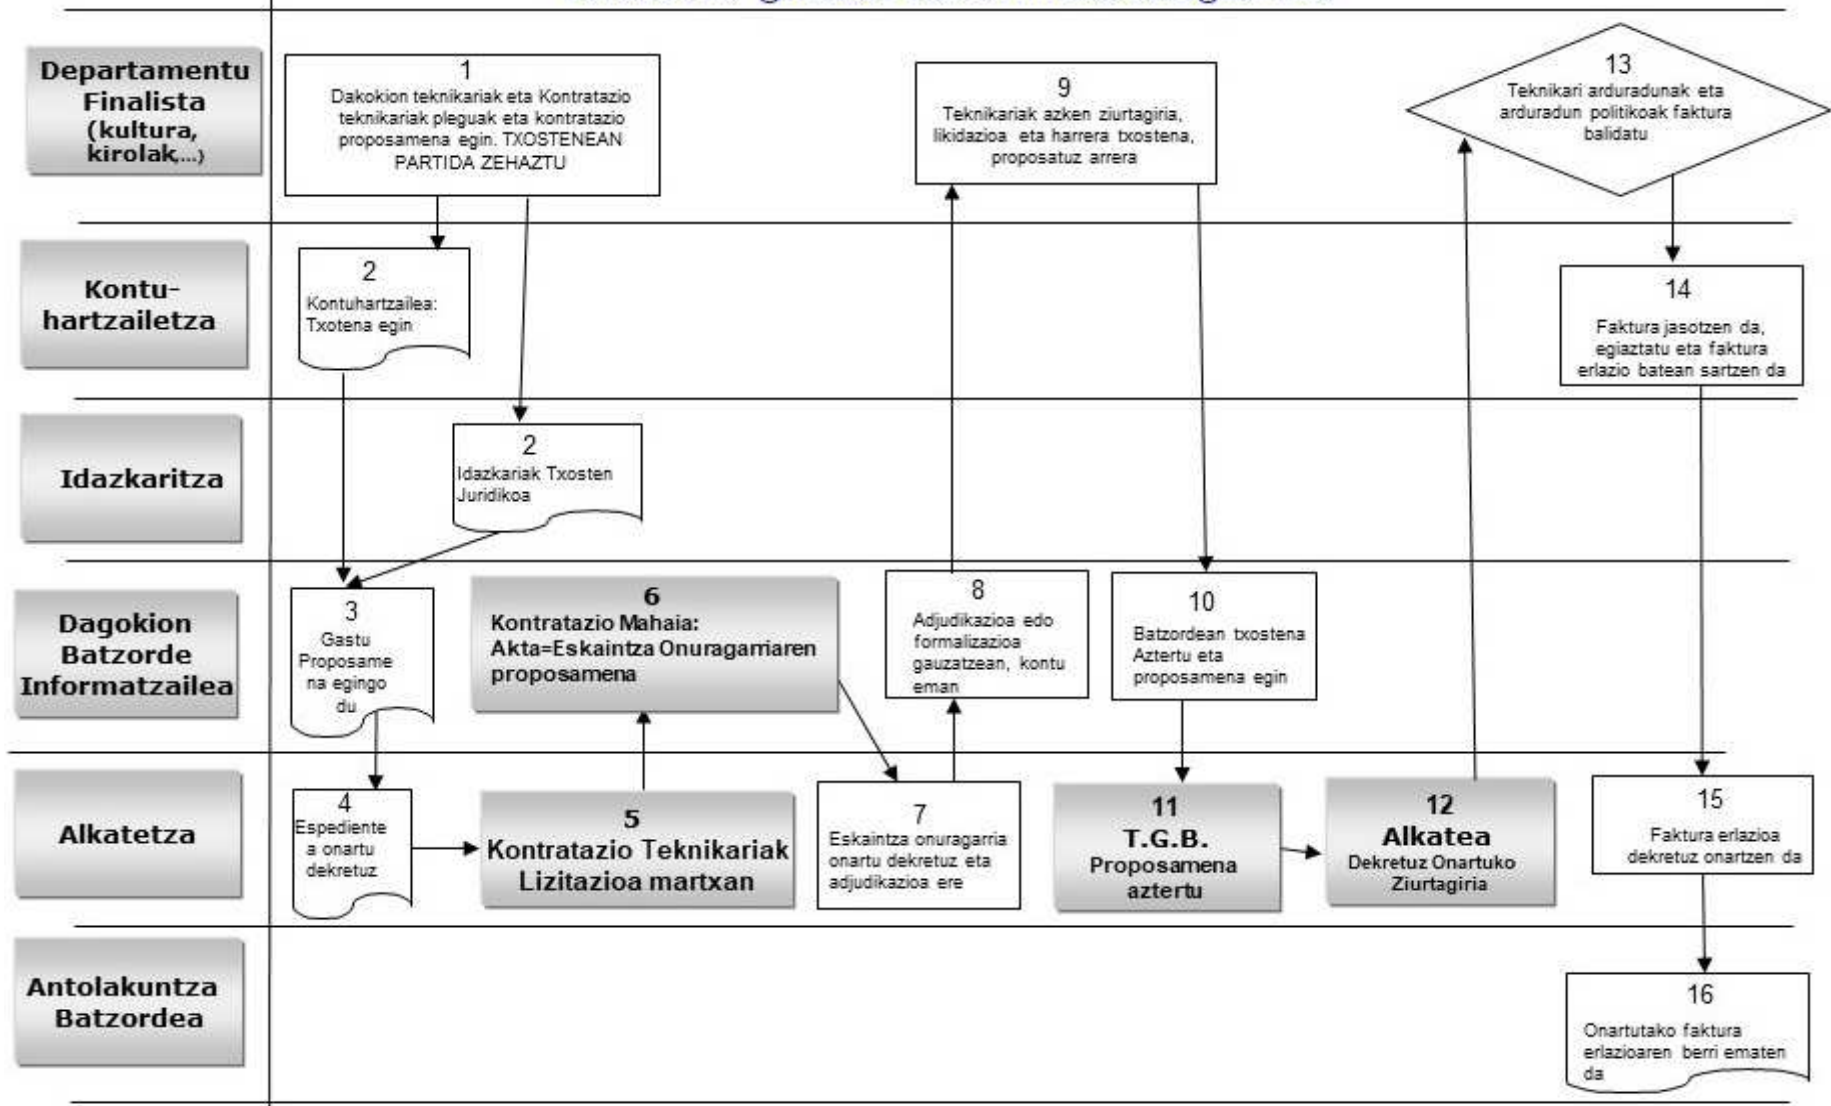 Departamentu
Finalista
(kultura,
kirolak,...)
1
Dakokion teknikariak eta Kontratazio
teknikariak pleguak eta kontratazio
proposamena egin. TXOSTENEAN
PARTIDA ZEHAZTU
9
Teknikariak azken ziurtagiria,
likidazioa eta harrera txostena,
proposatuz arrera
13
Teknikari arduradunak eta
arduradun politikoak faktura
balidatu
Kontu-
hartzailetza
2
Kontuhartzailea:
Txotena egin
14
Faktura jasotzen da,
egiaztatu eta faktura
erlazio batean sartzen da
Idazkaritza
2
Idazkariak Txosten
Juridikoa
Dagokion
Batzorde
Informatzailea
3
Gastu
Proposame
na egingo
du
6
Kontratazio Mahaia:
Akta=Eskaintza Onuragarriaren
proposamena
8
Adjudikazioa edo
formalizazioa
gauzatzean, kontu
eman
10
Batzordean txostena
Aztertu eta
proposamena egin
Alkatetza
4
Espediente
a onartu
dekretuz
5
Kontratazio Teknikariak
Lizitazioa martxan
7
Eskaintza onuragarria
onartu dekretuz eta
adjudikazioa ere
11
T.G.B.
Proposamena
aztertu
12
Alkatea
Dekretuz Onartuko
Ziurtagiria
15
Faktura erlazioa
dekretuz onartzen da
Antolakuntza
Batzordea
16
Onartutako faktura
erlazioaren berri ematen
da